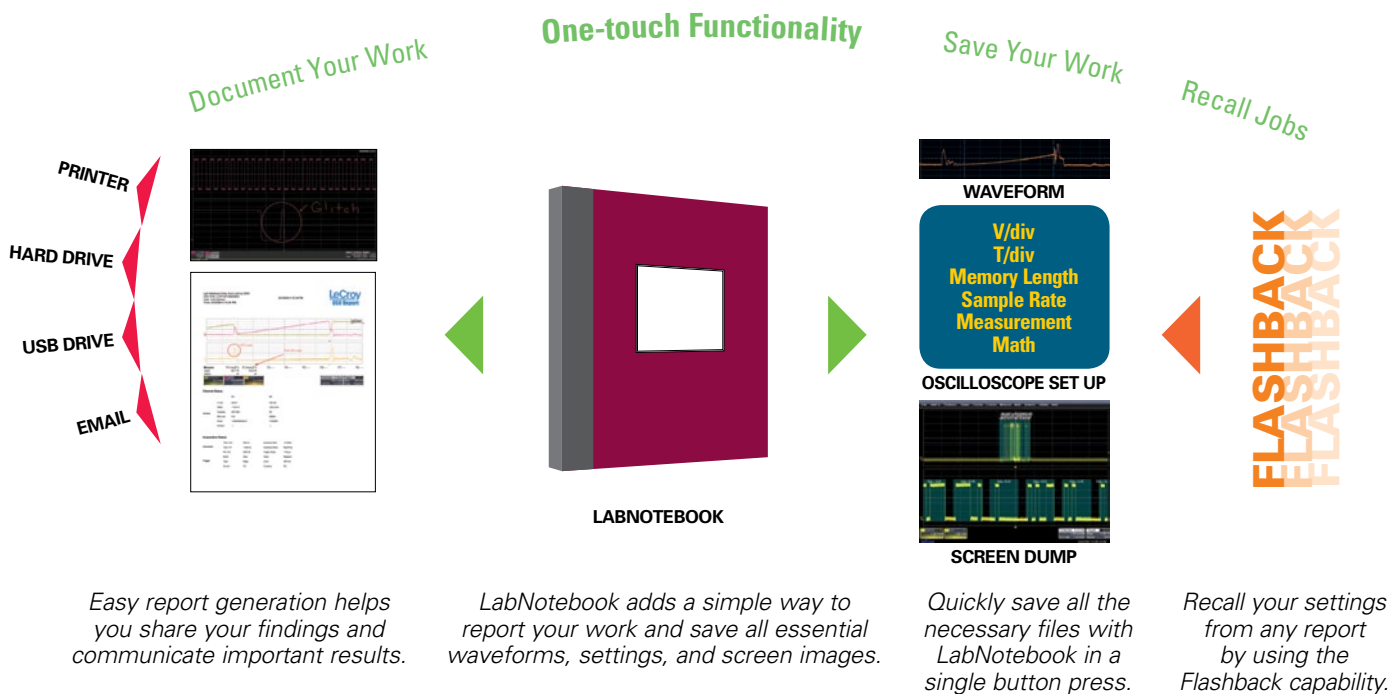 One-touch Functionality
Document Your Work
Save Your Work
Recall Jobs
PRINTER
HARD DRIVE
USB DRIVE
EMAIL
Glitch
LeCroy
LABNOTEBOOK
WAVEFORM
V/div
T/div
Memory Length
Sample Rate
Measurement
Math
OSCILLOSCOPE SET UP
SCREEN DUMP
FLASHBACK
FLASHBACK
FLASHBACK
Easy report generation helps
you share your findings and
communicate important results.
LabNotebook adds a simple way to
report your work and save all essential
waveforms, settings, and screen images.
Quickly save all the
necessary files with
LabNotebook in a
single button press.
Recall your settings
from any report
by using the
Flashback capability.